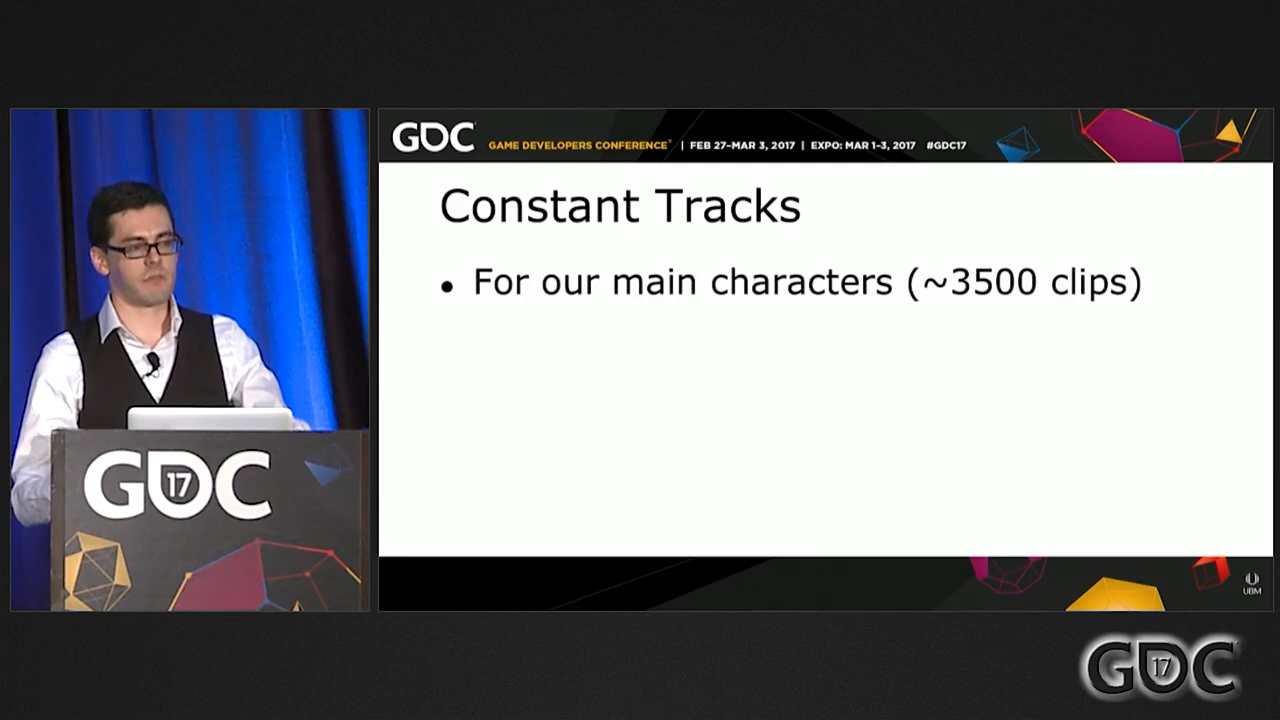 GDC
GAME DEVELOPERS CONFERENCE® | FEB 27–MAR 3, 2017 | EXPO: MAR 1-3, 2017 #GDC17
Constant Tracks
• For our main characters (~3500 clips)
GDC
17
UBM
GDC
17